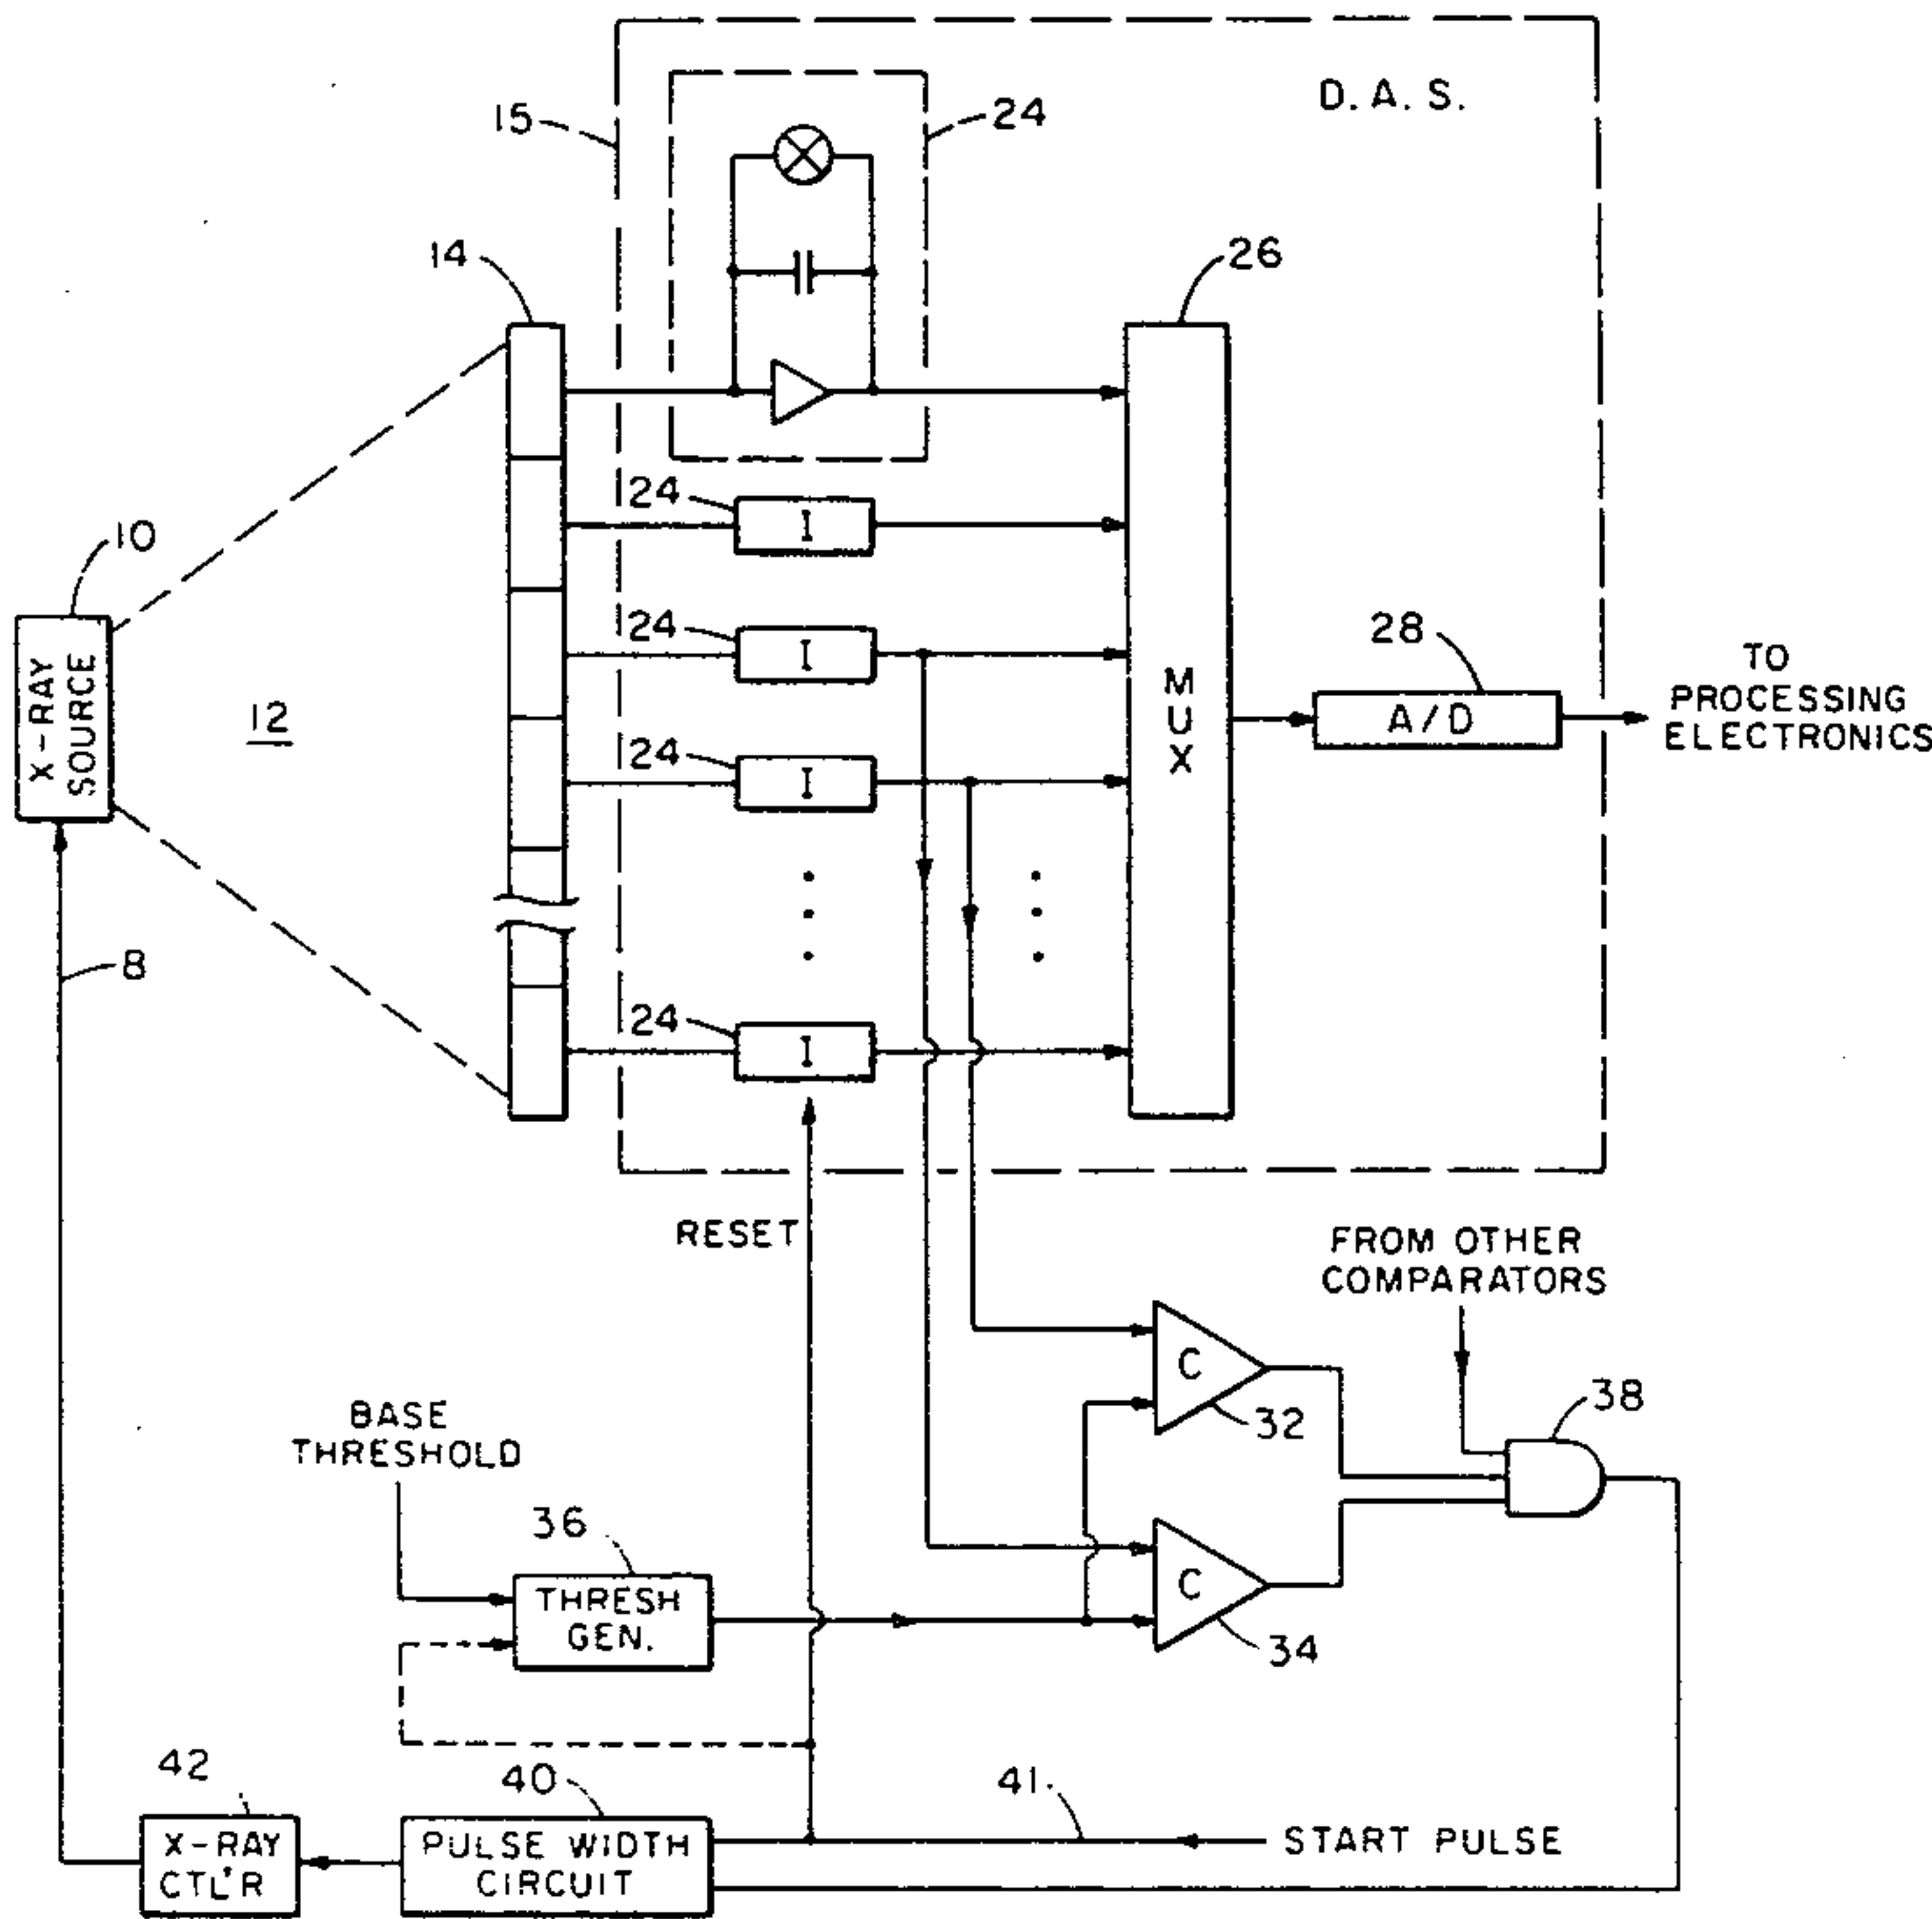 D. A. S.
15
24
14
26
24
I
10
24
I
28
X-RAY
SOURCE
12
MUX
A/D
TO
PROCESSING
ELECTRONICS
24
I
8
24
I
RESET
FROM OTHER
COMPARATORS
C
32
38
BASE
THRESHOLD
36
THRESH
GEN.
C
34
42
40
41
X-RAY
CTL'R
PULSE WIDTH
CIRCUIT
START PULSE